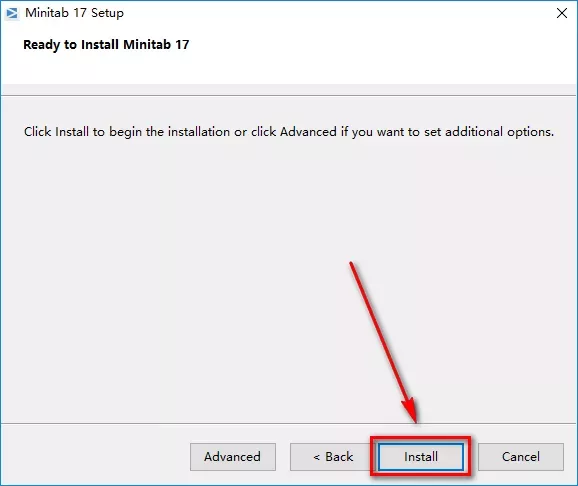 Minitab 17 Setup
Ready to Install Minitab 17
Click Install to begin the installation or click Advanced if you want to set additional options.
Advanced
< Back
Install
Cancel